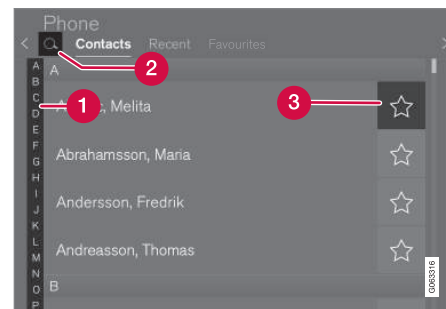 Phone
Contacts Recent Favourites
2
A
B
C
D
E
F
G
H
I
J
K
L
M
N
O
P
A
1
, Melita
3
Abrahamsson, Maria
Andersson, Fredrik
Andreasson, Thomas
B
G063316